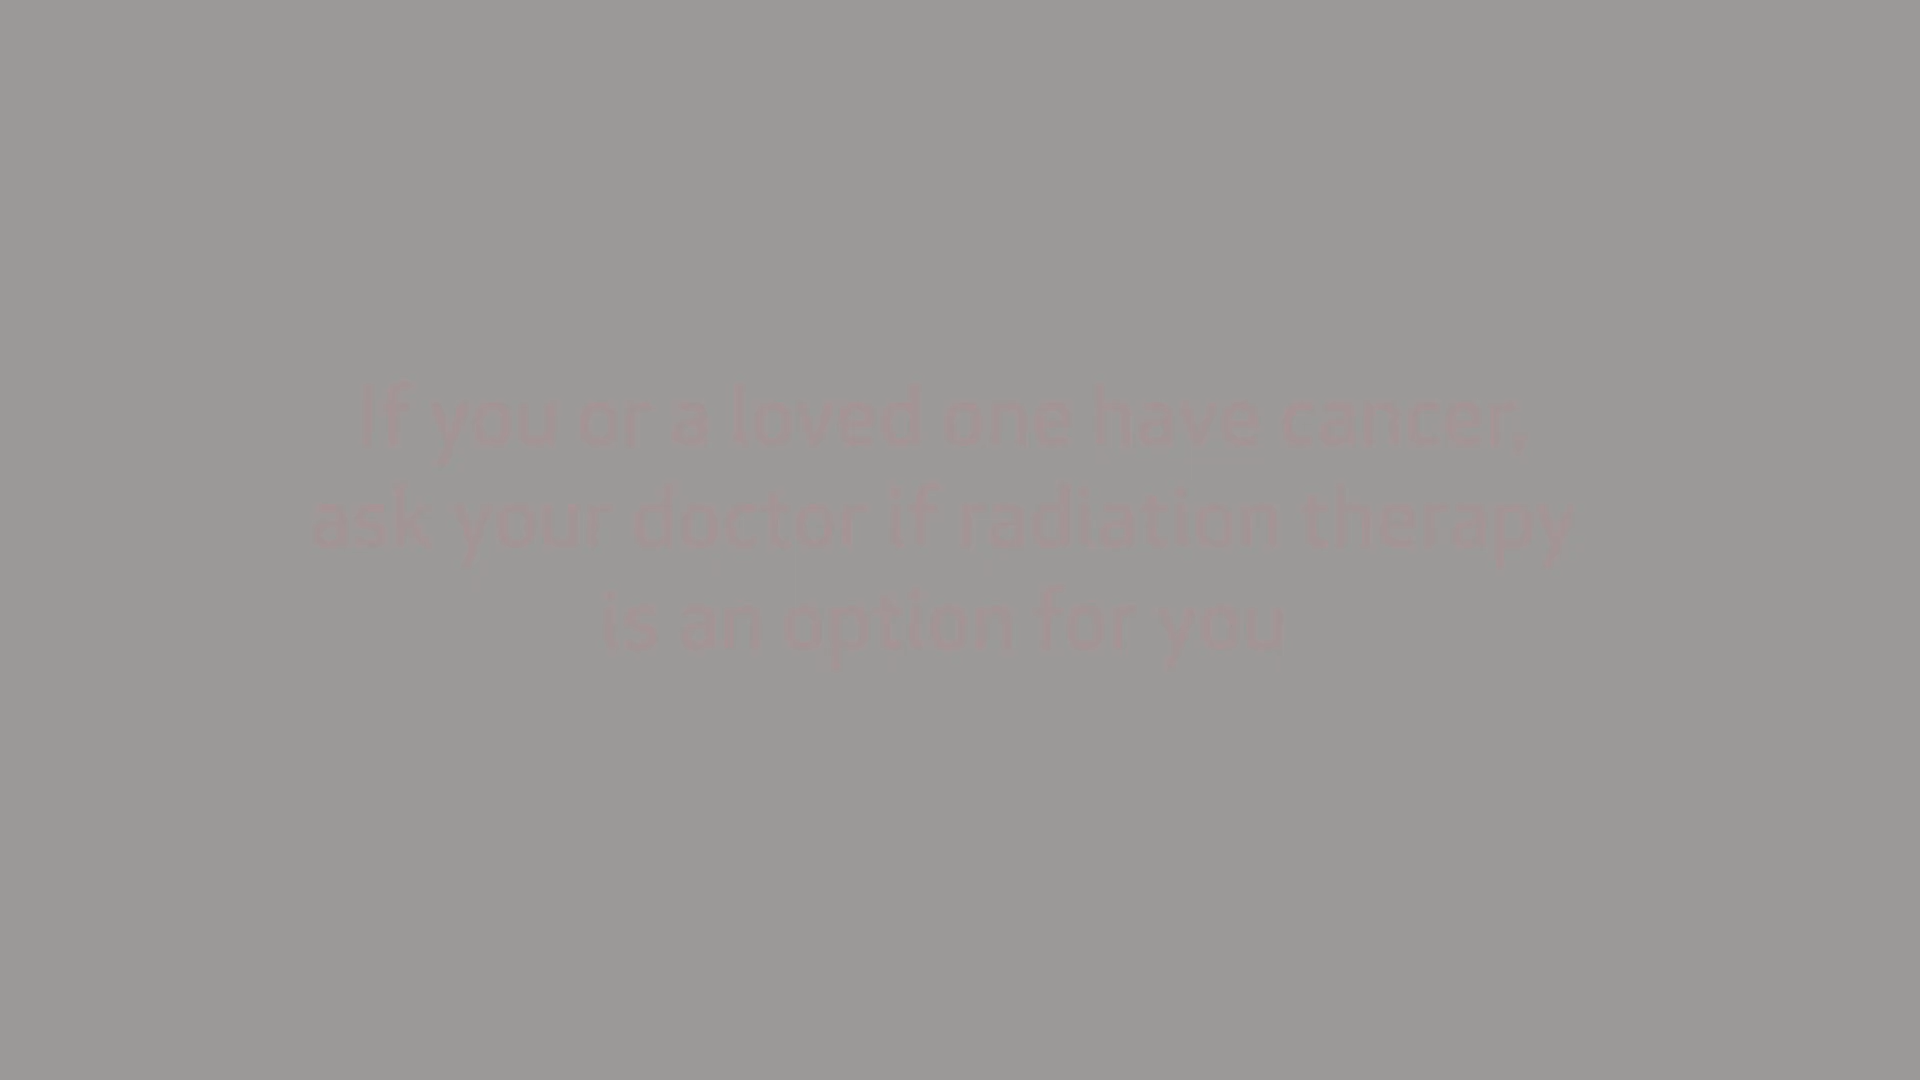 If you or a loved one have cancer,
ask your doctor if radiation therapy
is an option for you